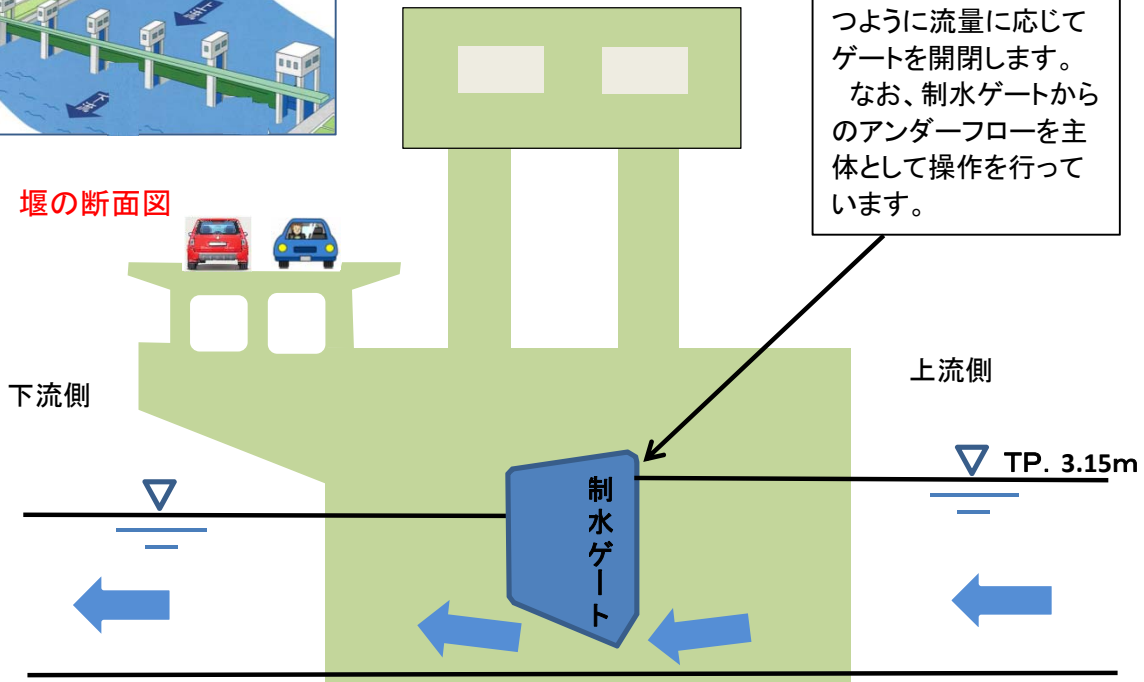 つように流量に応じて
ゲートを開閉します。
なお、制水ゲートから
のアンダーフローを主
体として操作を行って
います。
堰の断面図
下流側
上流側
TP. 3.15m
制水ゲート